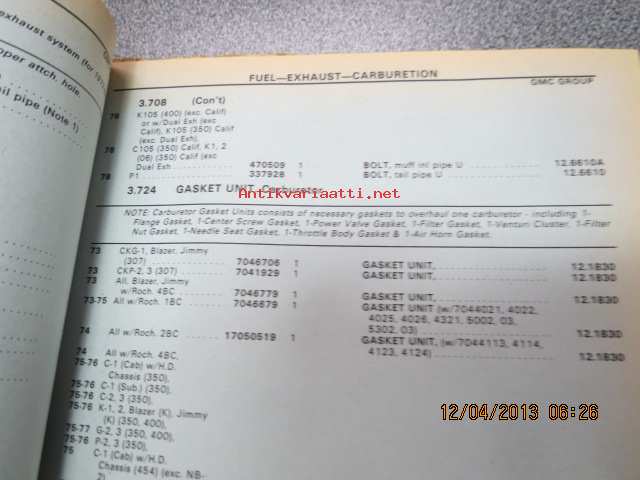 exhaust system (for 197
oper attch. hole.
ail pipe (Note 1)
FUEL—EXHAUST—CARBURETION
GMC GROUP
3.708 (Con't)
76 K105 (400) (exc. Calif)
or w/Dual Exh (exc
Calif), K105 (350) Calif
(exc. Dual Exh)
78 C105 (350) Calif, K1, 2
(06) (350) Calif (exc
Dual Exh 470509 1 BOLT, muff inl pipe U 12.6610A
78 P1 337928 1 BOLT, tail pipe U 12.6610
3.724 GASKET UNIT, Carburetor
Antikvariaatti.net
NOTE: Carburetor Gasket Units consists of necessary gaskets to overhaul one carburetor - including: 1-
Flange Gasket, 1-Center Screw Gasket, 1-Power Valve Gasket, 1-Filter Gasket, 1-Venturi Cluster, 1-Filter
Nut Gasket, 1-Needle Seat Gasket, 1-Throttle Body Gasket & 1-Air Horn Gasket.
73 CKG-1, Blazer, Jimmy
(307) 7046706 1 GASKET UNIT, 12.1830
73 CKP-2, 3 (307) 7041929 1 GASKET UNIT,
73 All, Blazer, Jimmy
w/Roch. 4BC 7046779 1 GASKET UNIT, 12.1830
73-75 All w/Roch. 1BC 7046679 1 GASKET UNIT (w/7044021, 4022,
4025, 4026, 4321, 5002, 03,
5302, 03) 12.1830
74 All w/Roch. 2BC 17050519 1 GASKET UNIT, (w/7044113, 4114,
4123, 4124) 12.1830
74 All w/Roch. 4BC,
75-76 C-1 (Cab) w/H.D.
Chassis (350),
75-76 C-1 (Sub.) (350),
75-76 C-2, 3 (350),
75-76 K-1, 2, Blazer (K), Jimmy
(K) (350, 400),
75-77 G-2, 3 (350, 400),
75-76 P-2, 3 (350),
75 C-1 (Cab) w/H.D.
Chassis (454) (exc. NB-
2)
12/04/2013 06:26